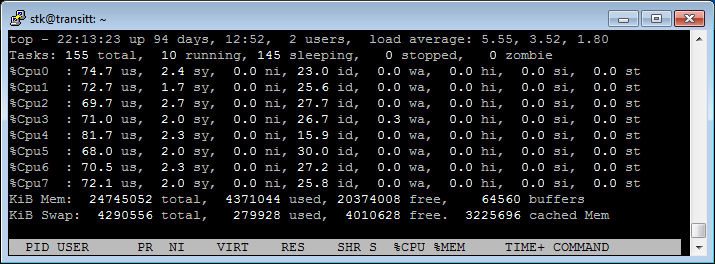 stk@transitt: ~
top - 22:13:23 up 94 days, 12:52,  2 users,  load average: 5.55, 3.52, 1.80
Tasks: 155 total,  10 running, 145 sleeping,   0 stopped,   0 zombie
%Cpu0  : 74.7 us,  2.4 sy,  0.0 ni, 23.0 id,  0.0 wa,  0.0 hi,  0.0 si,  0.0 st
%Cpu1  : 72.7 us,  1.7 sy,  0.0 ni, 25.6 id,  0.0 wa,  0.0 hi,  0.0 si,  0.0 st
%Cpu2  : 69.7 us,  2.7 sy,  0.0 ni, 27.7 id,  0.0 wa,  0.0 hi,  0.0 si,  0.0 st
%Cpu3  : 71.0 us,  2.0 sy,  0.0 ni, 26.7 id,  0.3 wa,  0.0 hi,  0.0 si,  0.0 st
%Cpu4  : 81.7 us,  2.3 sy,  0.0 ni, 15.9 id,  0.0 wa,  0.0 hi,  0.0 si,  0.0 st
%Cpu5  : 68.0 us,  2.0 sy,  0.0 ni, 30.0 id,  0.0 wa,  0.0 hi,  0.0 si,  0.0 st
%Cpu6  : 70.5 us,  2.3 sy,  0.0 ni, 27.2 id,  0.0 wa,  0.0 hi,  0.0 si,  0.0 st
%Cpu7  : 72.1 us,  2.0 sy,  0.0 ni, 25.8 id,  0.0 wa,  0.0 hi,  0.0 si,  0.0 st
KiB Mem:  24745052 total,  4371044 used, 20374008 free,    64560 buffers
KiB Swap:  4290556 total,   279928 used,  4010628 free.  3225696 cached Mem
PID USER      PR  NI    VIRT    RES    SHR S  %CPU %MEM     TIME+ COMMAND